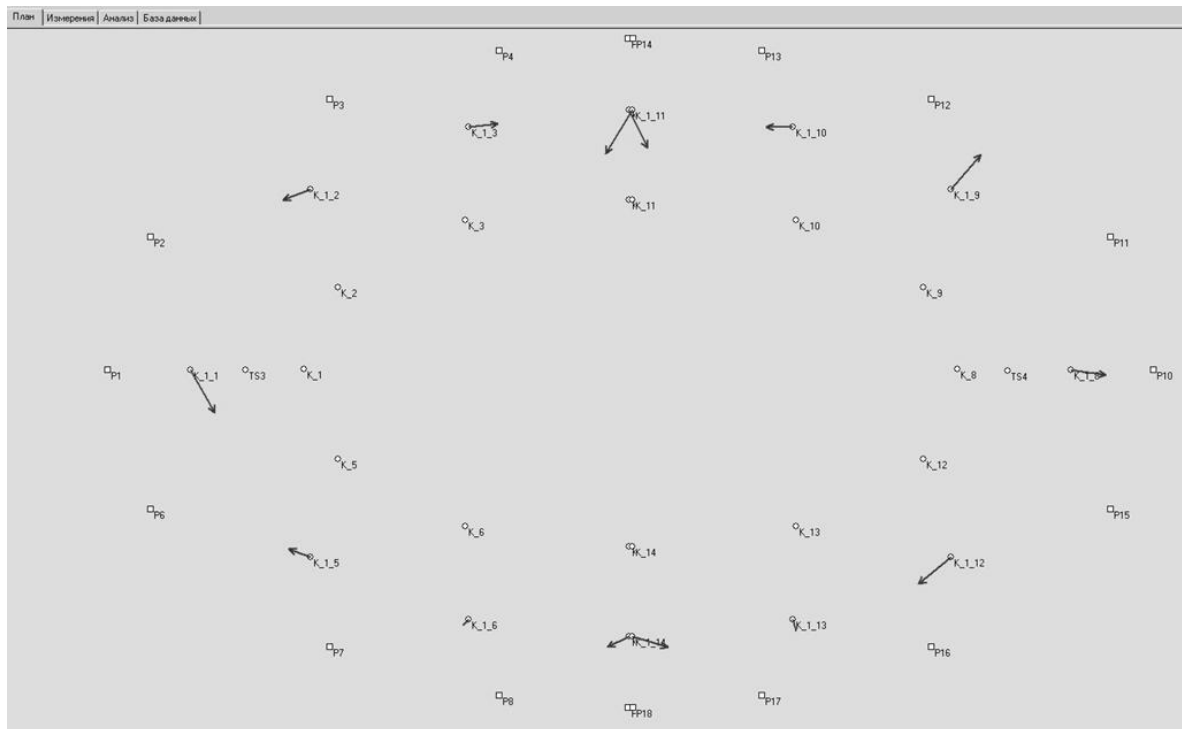 План Измерения Анализ База данных
P4 P14 P13
P3 P12
K_1_3 K_1_11 K_1_10
K_1_2 K_1_9
K_3 K_11 K_10
P2 P11
K_2 K_9
P1 K_1_1 TS3 K_1 K_8 TS4 P10
K_5 K_12
P6 P15
K_6 K_14 K_13
K_1_5 K_1_12
K_1_6 K_1_13
P7 P16
P8 P18 P17